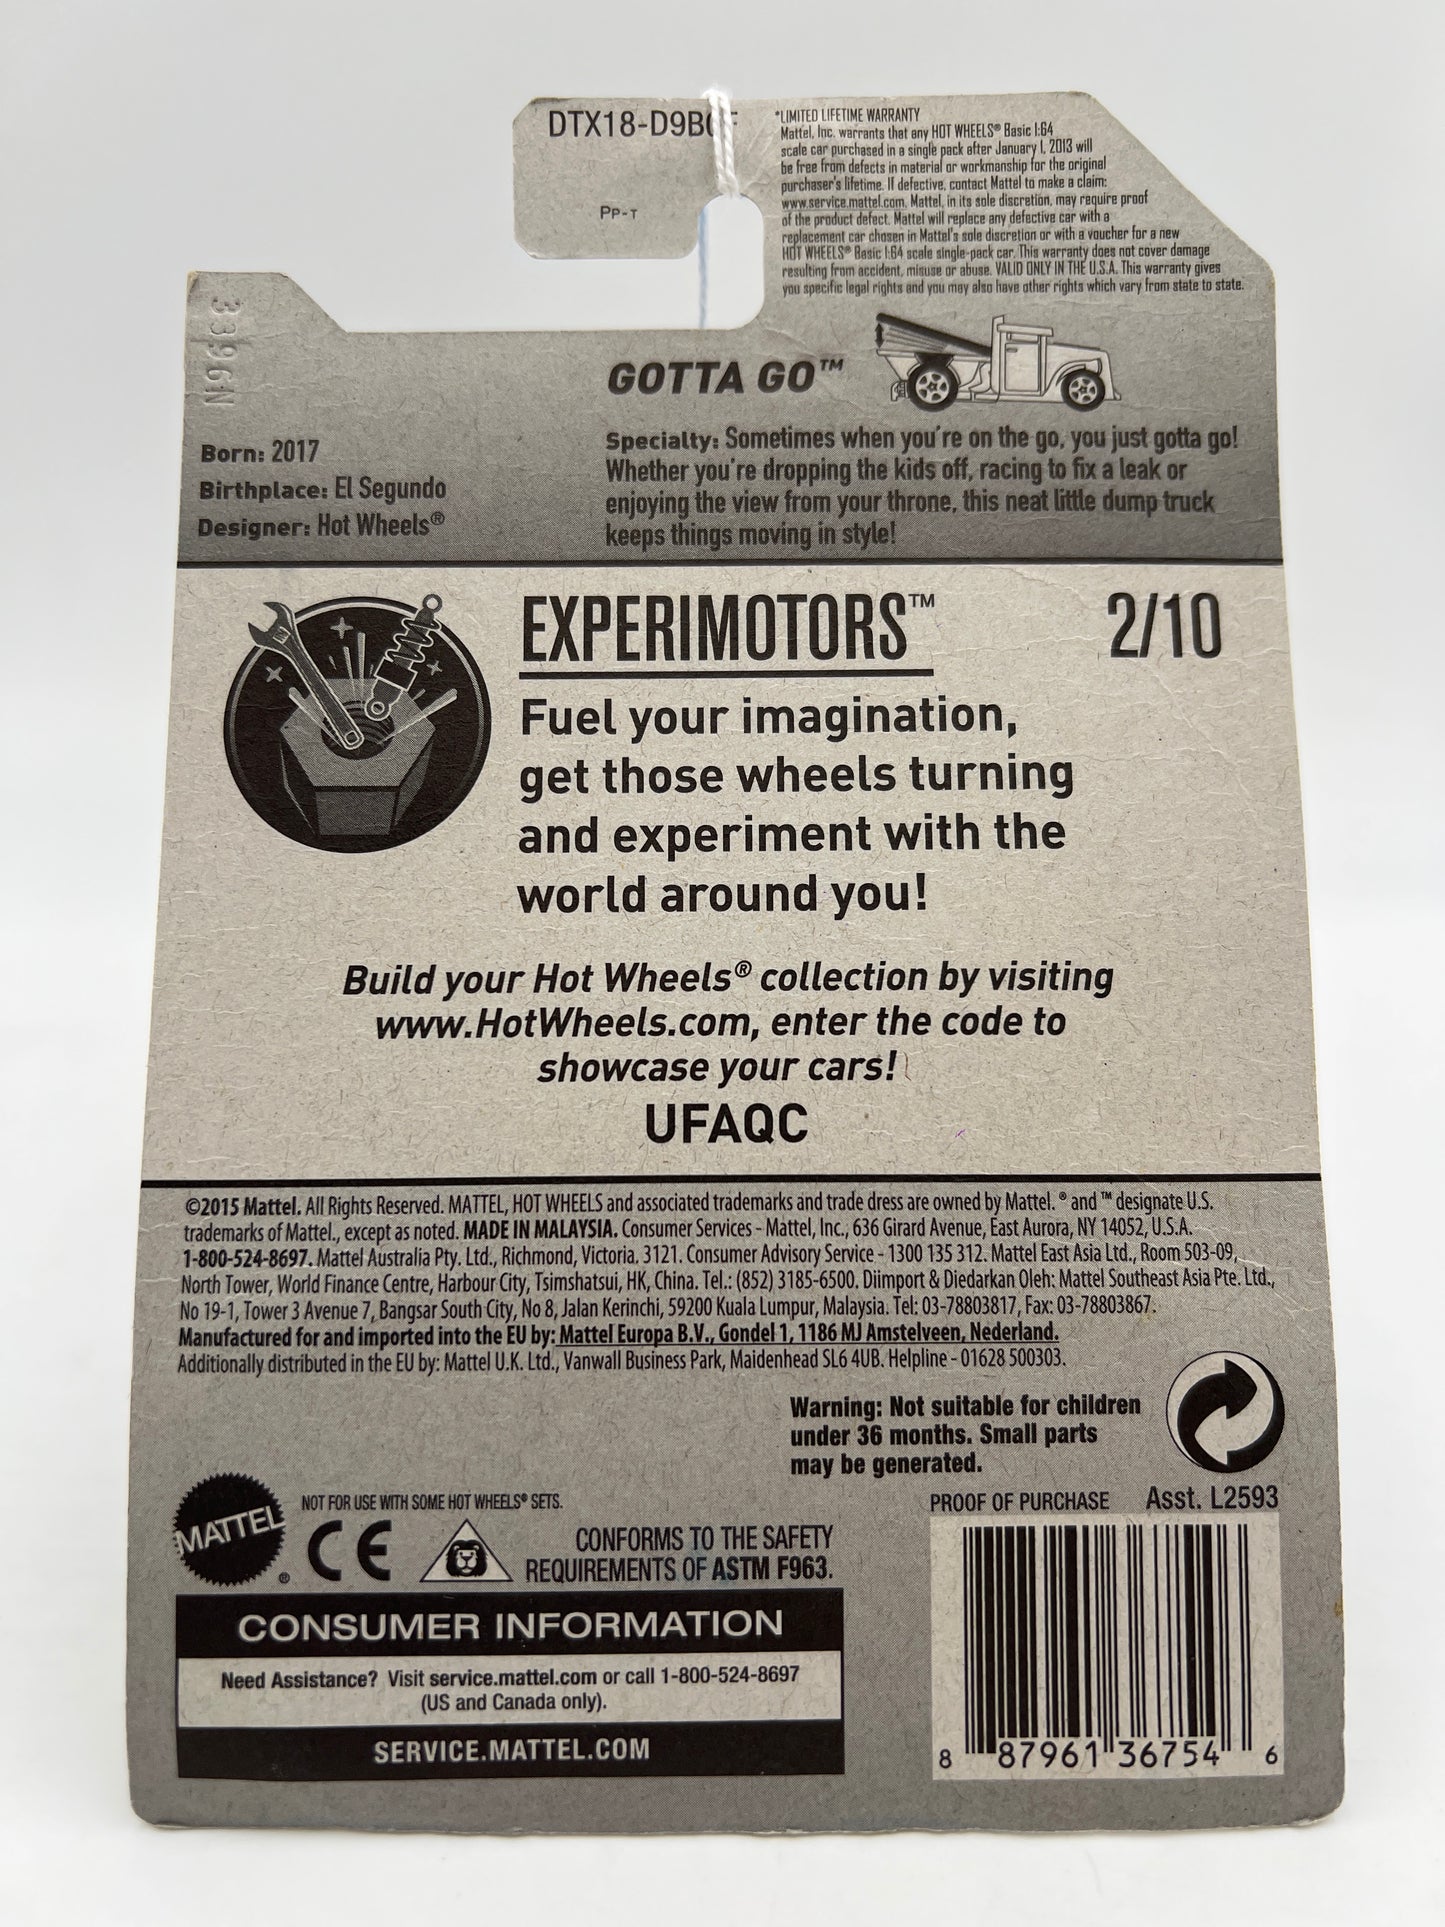 DTX18-D9B0F
Pp-t
*LIMITED LIFETIME WARRANTY
Mattel, Inc. warrants that any HOT WHEELS® Basic 1:64
scale car purchased in a single pack after January 1, 2013 will
be free from defects in material or workmanship for the original
purchaser's lifetime. If defective, contact Mattel to make a claim:
www.service.mattel.com. Mattel, in its sole discretion, may require proof
of the product defect. Mattel will replace any defective car with a
replacement car chosen in Mattel's sole discretion or with a voucher for a new
HOT WHEELS® Basic 1:64 scale single-pack car. This warranty does not cover damage
resulting from accident, misuse or abuse. VALID ONLY IN THE U.S.A. This warranty gives
you specific legal rights and you may also have other rights which vary from state to state.
3396N
GOTTA GO™
Born: 2017
Birthplace: El Segundo
Designer: Hot Wheels®
Specialty: Sometimes when you're on the go, you just gotta go!
Whether you're dropping the kids off, racing to fix a leak or
enjoying the view from your throne, this neat little dump truck
keeps things moving in style!
EXPERIMOTORS™
2/10
Fuel your imagination,
get those wheels turning
and experiment with the
world around you!
Build your Hot Wheels® collection by visiting
www.HotWheels.com, enter the code to
showcase your cars!
UFAQC
©2015 Mattel. All Rights Reserved. MATTEL, HOT WHEELS and associated trademarks and trade dress are owned by Mattel. ® and ™ designate U.S.
trademarks of Mattel., except as noted. MADE IN MALAYSIA. Consumer Services - Mattel, Inc., 636 Girard Avenue, East Aurora, NY 14052, U.S.A.
1-800-524-8697. Mattel Australia Pty. Ltd., Richmond, Victoria. 3121. Consumer Advisory Service - 1300 135 312. Mattel East Asia Ltd., Room 503-09,
North Tower, World Finance Centre, Harbour City, Tsimshatsui, HK, China. Tel.: (852) 3185-6500. Diimport & Diedarkan Oleh: Mattel Southeast Asia Pte. Ltd.,
No 19-1, Tower 3 Avenue 7, Bangsar South City, No 8, Jalan Kerinchi, 59200 Kuala Lumpur, Malaysia. Tel: 03-78803817, Fax: 03-78803867.
Manufactured for and imported into the EU by: Mattel Europa B.V., Gondel 1, 1186 MJ Amstelveen, Nederland.
Additionally distributed in the EU by: Mattel U.K. Ltd., Vanwall Business Park, Maidenhead SL6 4UB. Helpline - 01628 500303.
Warning: Not suitable for children
under 36 months. Small parts
may be generated.
MATTEL®
NOT FOR USE WITH SOME HOT WHEELS® SETS.
CE
CONFORMS TO THE SAFETY
REQUIREMENTS OF ASTM F963.
PROOF OF PURCHASE
Asst. L2593
CONSUMER INFORMATION
Need Assistance? Visit service.mattel.com or call 1-800-524-8697
(US and Canada only).
SERVICE.MATTEL.COM
8 87961 36754 6